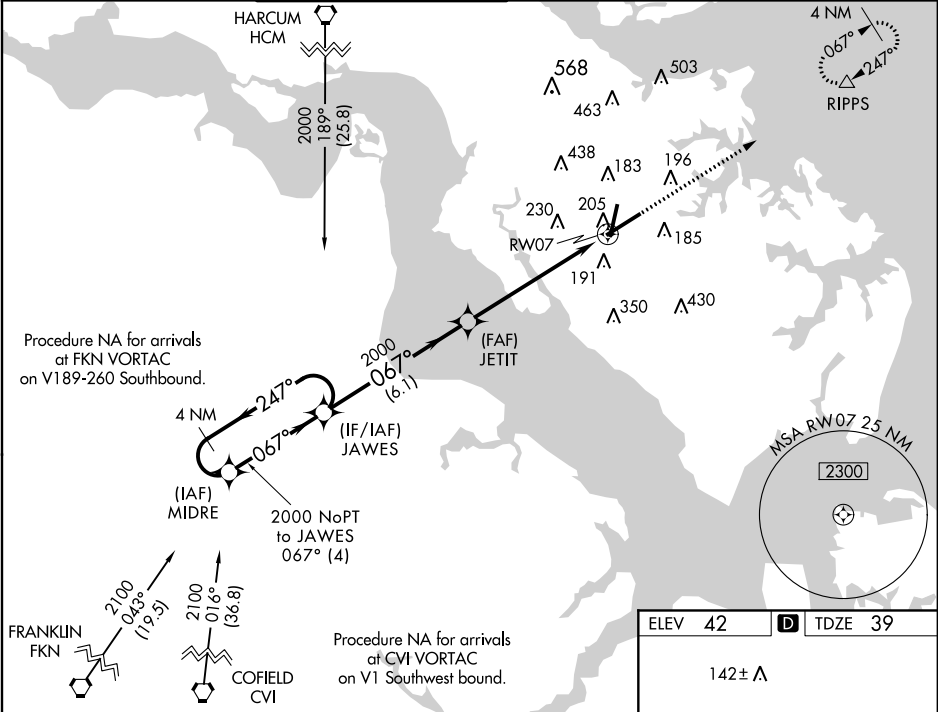 HARCUM
HCM
2000
189°
(25.8)
4 NM
067°
247°
RIPPS
568
503
463
438
183
196
230
205
RW07
185
191
350
430
Procedure NA for arrivals
at FKN VORTAC
on V189-260 Southbound.
2000
067°
(6.1)
(FAF)
JETIT
4 NM
247°
067°
(IF/IAF)
JAWES
(IAF)
MIDRE
2000 NoPT
to JAWES
067° (4)
MSA RW07 25 NM
2300
2100
043°
(19.5)
2100
016°
(36.8)
FRANKLIN
FKN
COFIELD
CVI
Procedure NA for arrivals
at CVI VORTAC
on V1 Southwest bound.
ELEV 42 D TDZE 39
142±